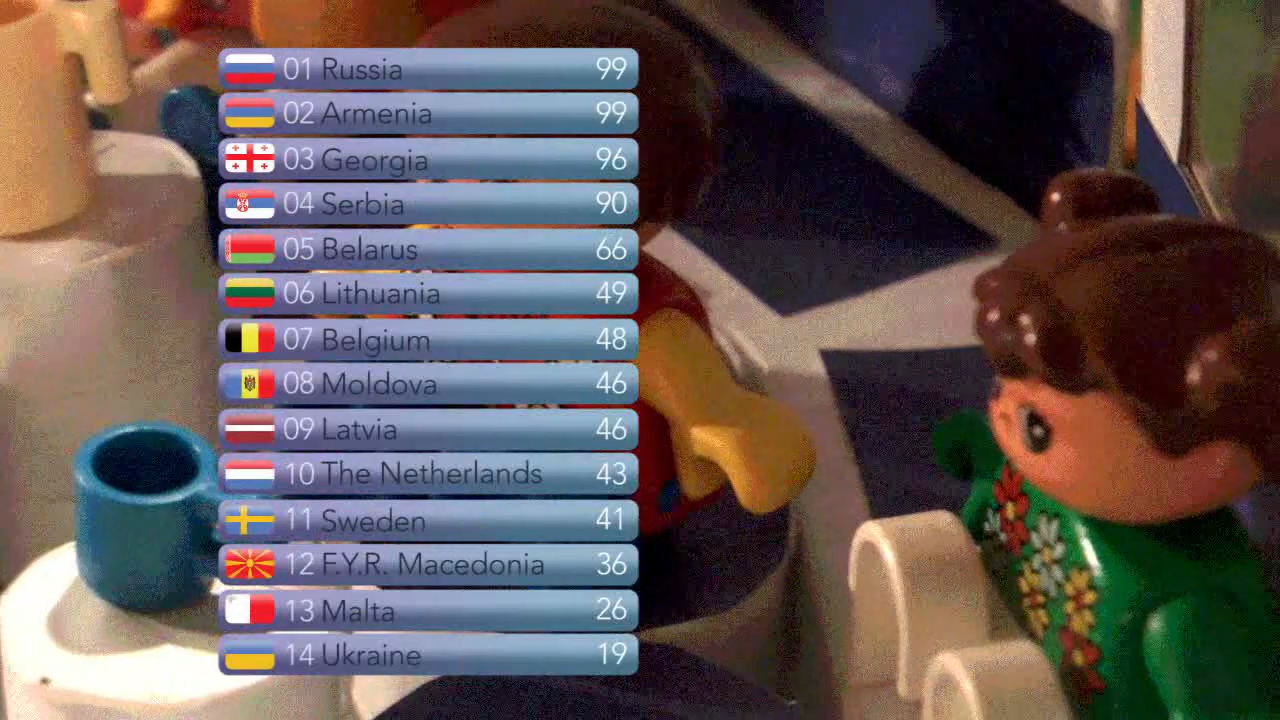 01 Russia 99
02 Armenia 99
03 Georgia 96
04 Serbia 90
05 Belarus 66
06 Lithuania 49
07 Belgium 48
08 Moldova 46
09 Latvia 46
10 The Netherlands 43
11 Sweden 41
12 F.Y.R. Macedonia 36
13 Malta 26
14 Ukraine 19